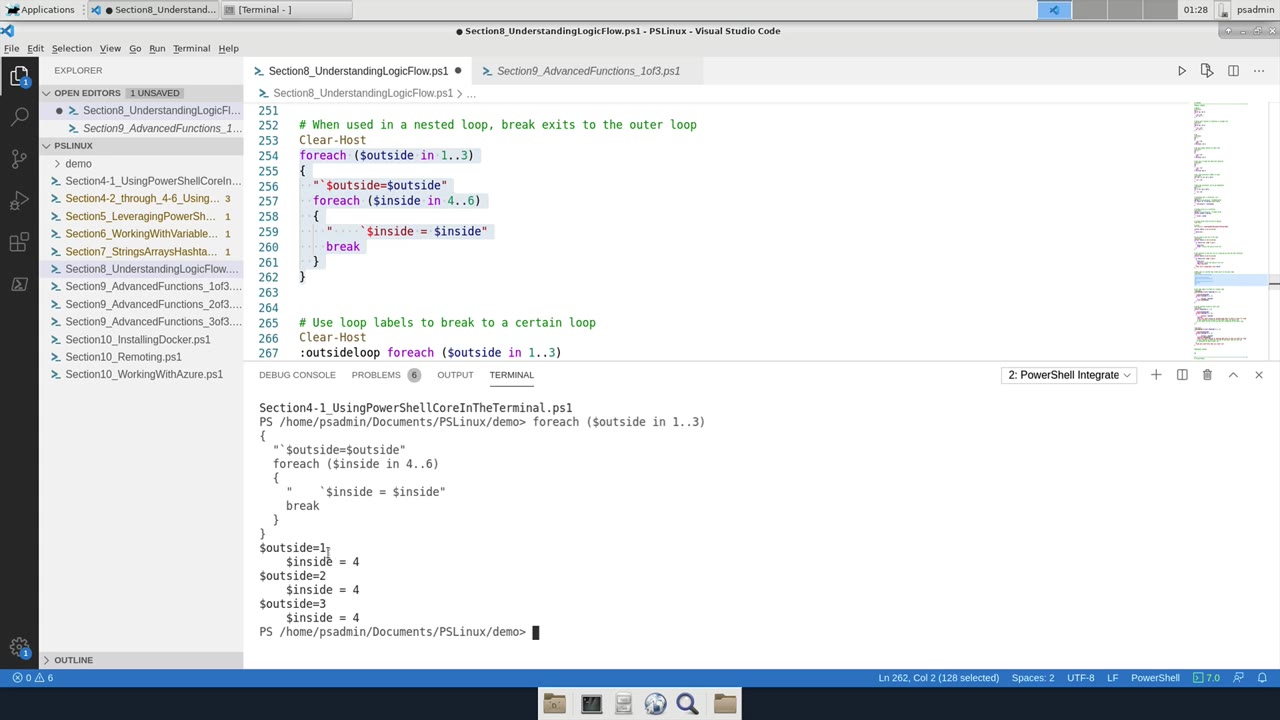 Applications
Section8_Understand...
[Terminal - ]
01:28
psadmin
● Section8_UnderstandingLogicFlow.ps1 - PSLinux - Visual Studio Code
File Edit Selection View Go Run Terminal Help
EXPLORER
OPEN EDITORS 1 UNSAVED
Section8_UnderstandingLogicFl...
Section9_AdvancedFunctions_1...
PSLINUX
demo
Section4-1_UsingPowerShellCoreIn...
Section4-2_through_4-6_Using... 3
Section5_LeveragingPowerSh... 1
Section6_WorkingWithVariable... 1
Section7_StringsArraysHashta...
Section8_UnderstandingLogicFlow....
Section9_AdvancedFunctions_1of3....
Section9_AdvancedFunctions_2of3....
Section9_AdvancedFunctions_3of3....
Section10_InstallingDocker.ps1
Section10_Remoting.ps1
Section10_WorkingWithAzure.ps1
OUTLINE
1
1
Section8_UnderstandingLogicFlow.ps1
Section9_AdvancedFunctions_1of3.ps1
Section8_UnderstandingLogicFlow.ps1 > ...
251
252 # When used in a nested loop, break exits to the outer loop
253 Clear-Host
254 foreach ($outside in 1..3)
255 {
256 "`$outside=$outside"
257 foreach ($inside in 4..6)
258 {
259 $inside = $inside"
260 break
261 }
262 }
263
264
265 # Use loop labels to break to a certain loop
266 Clear-Host
267 :outsideloop foreach ($outside in 1..3)
DEBUG CONSOLE PROBLEMS 6 OUTPUT TERMINAL
2: PowerShell Integrate
Section4-1_UsingPowerShellCoreInTheTerminal.ps1
PS /home/psadmin/Documents/PSLinux/demo> foreach ($outside in 1..3)
{
"`$outside=$outside"
foreach ($inside in 4..6)
{
" `$inside = $inside"
break
}
}
$outside=1
$inside = 4
$outside=2
$inside = 4
$outside=3
$inside = 4
PS /home/psadmin/Documents/PSLinux/demo>
0 6
Ln 262, Col 2 (128 selected) Spaces: 2 UTF-8 LF PowerShell 7.0